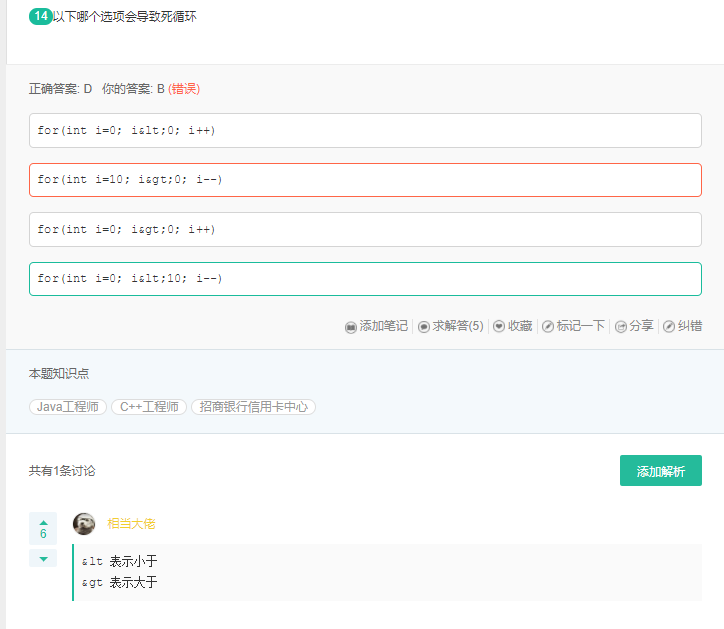 14 以下哪个选项会导致死循环
正确答案: D 你的答案: B (错误)
for(int i=0; i&lt;0; i++)
for(int i=10; i&gt;0; i--)
for(int i=0; i&gt;0; i++)
for(int i=0; i&lt;10; i--)
添加笔记 求解答(5) 收藏 标记一下 分享 纠错
本题知识点
Java工程师 C++工程师 招商银行信用卡中心
共有1条讨论 添加解析
6
相当大佬
&lt 表示小于
&gt 表示大于